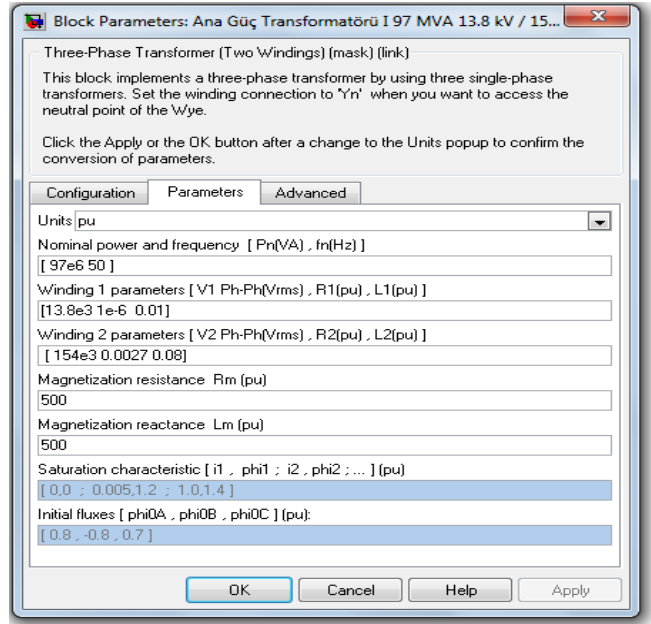 Block Parameters: Ana Güç Transformatörü I 97 MVA 13.8 kV / 15...
Three-Phase Transformer (Two Windings) (mask) (link)
This block implements a three-phase transformer by using three single-phase
transformers. Set the winding connection to 'Yn' when you want to access the
neutral point of the Wye.
Click the Apply or the OK button after a change to the Units popup to confirm the
conversion of parameters.
Configuration Parameters Advanced
Units pu
Nominal power and frequency [ Pn(VA) , fn(Hz) ]
[ 97e6 50 ]
Winding 1 parameters [ V1 Ph-Ph(Vrms) , R1(pu) , L1(pu) ]
[13.8e3 1e-6 0.01]
Winding 2 parameters [ V2 Ph-Ph(Vrms) , R2(pu) , L2(pu) ]
[ 154e3 0.0027 0.08]
Magnetization resistance Rm (pu)
500
Magnetization reactance Lm (pu)
500
Saturation characteristic [ i1 , phi1 ; i2 , phi2 ; ... ] (pu)
[ 0,0 ; 0.005,1.2 ; 1.0,1.4 ]
Initial fluxes [ phi0A , phi0B , phi0C ] (pu):
[ 0.8 , -0.8 , 0.7 ]
OK Cancel Help Apply